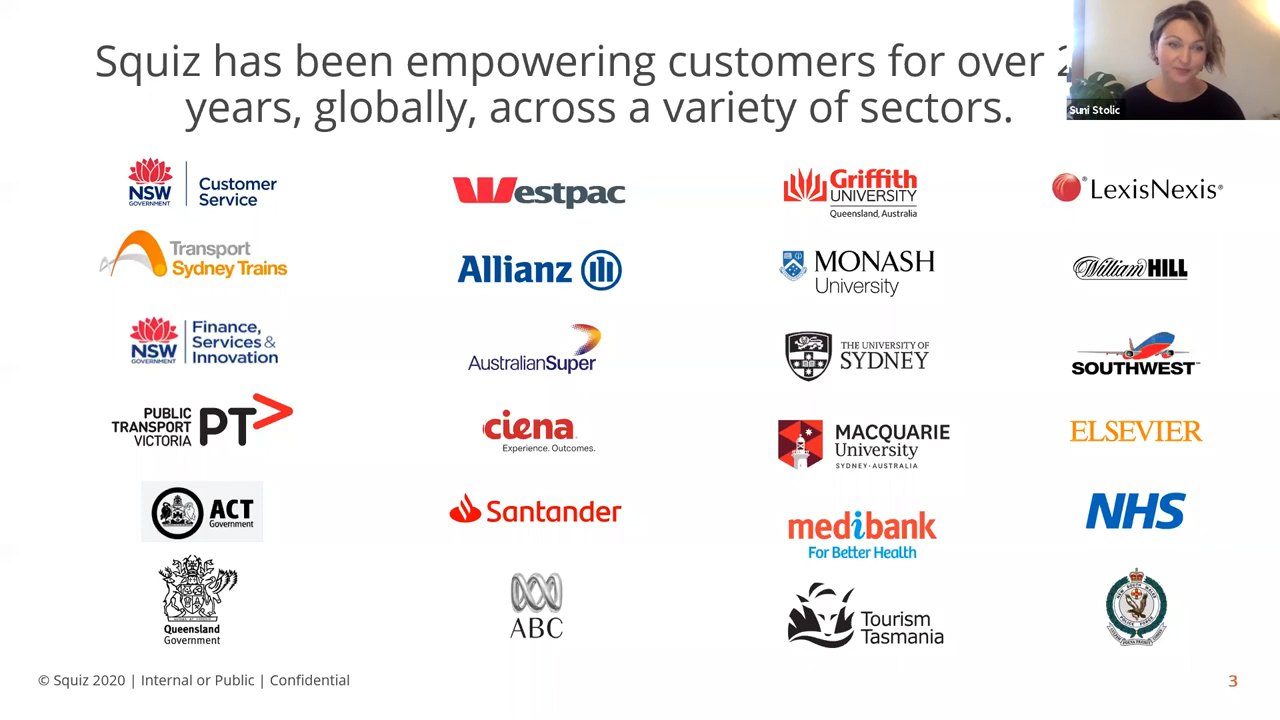 Squiz has been empowering customers for over
years, globally, across a variety of sectors.
Suni Stolic
NSW
GOVERNMENT
Customer
Service
Westpac
Griffith
UNIVERSITY
Queensland, Australia
LexisNexis®
Transport
Sydney Trains
Allianz
MONASH
University
William HILL
NSW
GOVERNMENT
Finance,
Services &
Innovation
AustralianSuper
THE UNIVERSITY OF
SYDNEY
SOUTHWEST
PUBLIC
TRANSPORT
VICTORIA
PT>
ciena
Experience. Outcomes.
MACQUARIE
University
SYDNEY·AUSTRALIA
ELSEVIER
ACT
Government
Santander
medibank
For Better Health
NHS
Queensland
Government
ABC
Tourism
Tasmania
© Squiz 2020 | Internal or Public | Confidential
3